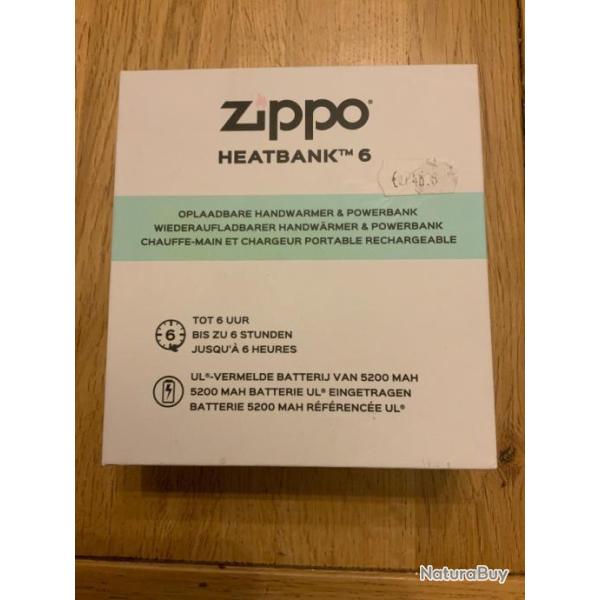 zippo®
HEATBANK™ 6
OPLAADBARE HANDWARMER & POWERBANK
WIEDERAUFLADBARER HANDWÄRMER & POWERBANK
CHAUFFE-MAIN ET CHARGEUR PORTABLE RECHARGEABLE
6
TOT 6 UUR
BIS ZU 6 STUNDEN
JUSQU'À 6 HEURES
UL®-VERMELDE BATTERIJ VAN 5200 MAH
5200 MAH BATTERIE UL® EINGETRAGEN
BATTERIE 5200 MAH RÉFÉRENCÉE UL®
NaturaBuy